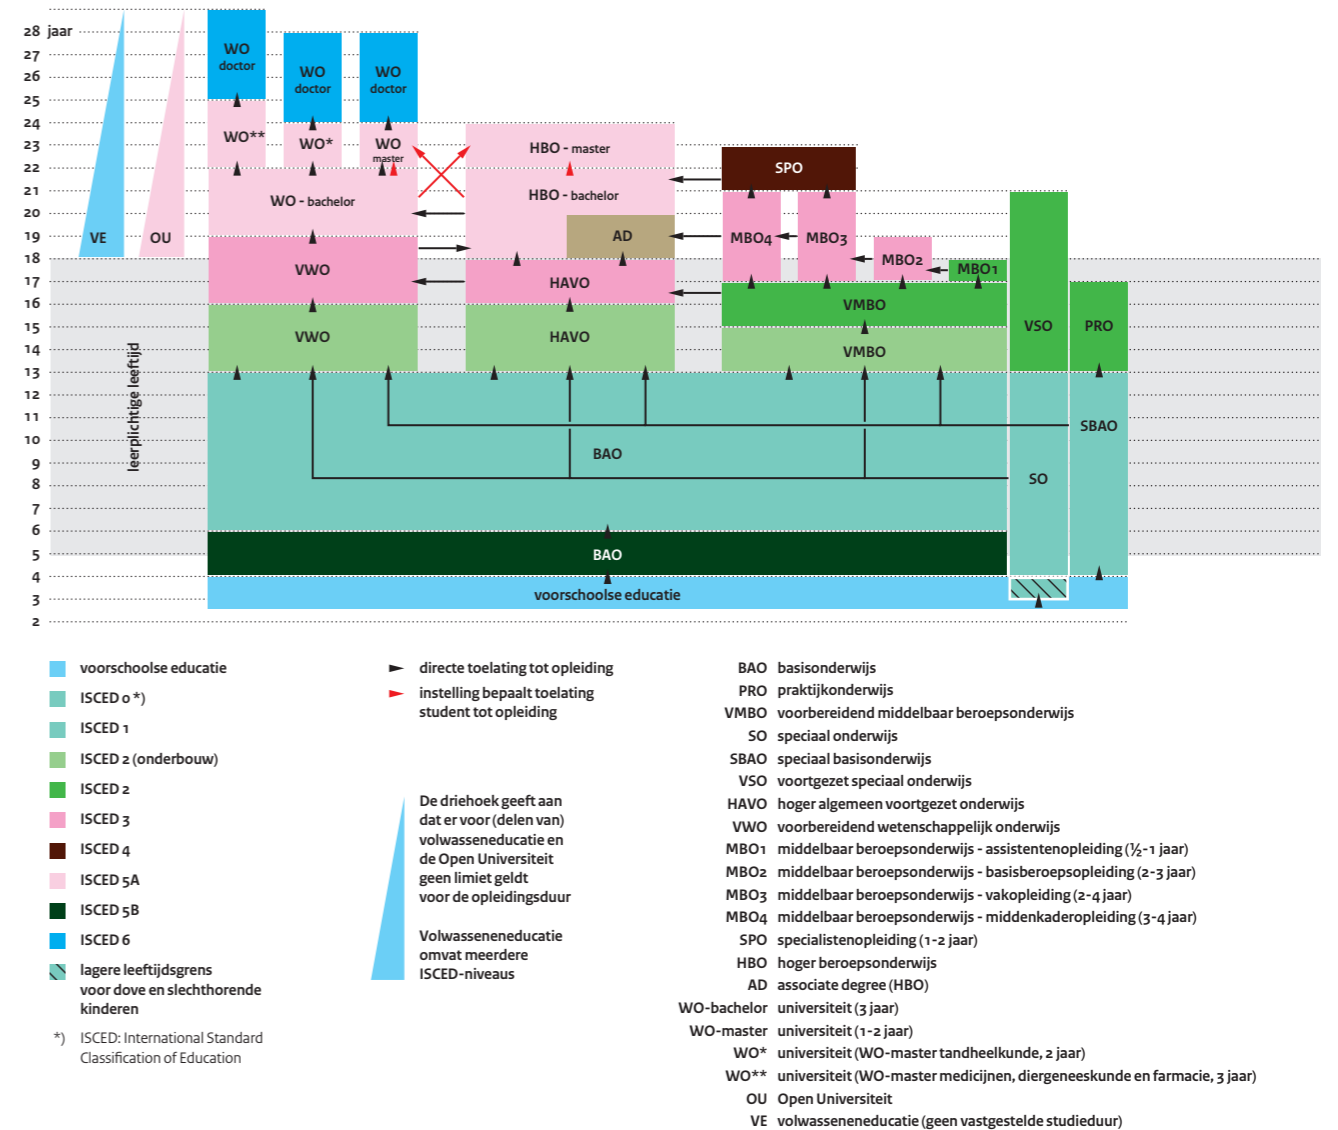 28 jaar
27
26
25
24
23
22
21
20
19
18
17
16
15
14
13
12
11
10
9
8
7
6
5
4
3
2
leerplichtige leeftijd
VE
OU
WO
doctor
WO
doctor
WO
doctor
WO**
WO*
WO
master
HBO - master
SPO
WO - bachelor
HBO - bachelor
AD
MBO4
MBO3
MBO2
MBO1
VWO
HAVO
VMBO
VSO
PRO
VWO
HAVO
VMBO
SBAO
BAO
SO
BAO
voorschoolse educatie
voorschoolse educatie
ISCED 0 *)
ISCED 1
ISCED 2 (onderbouw)
ISCED 2
ISCED 3
ISCED 4
ISCED 5A
ISCED 5B
ISCED 6
lagere leeftijdsgrens
voor dove en slechthorende
kinderen
*) ISCED: International Standard
Classification of Education
directe toelating tot opleiding
instelling bepaalt toelating
student tot opleiding
De driehoek geeft aan
dat er voor (delen van)
volwasseneducatie en
de Open Universiteit
geen limiet geldt
voor de opleidingsduur
Volwasseneneducatie
omvat meerdere
ISCED-niveaus
BAO basisonderwijs
PRO praktijkonderwijs
VMBO voorbereidend middelbaar beroepsonderwijs
SO speciaal onderwijs
SBAO speciaal basisonderwijs
VSO voortgezet speciaal onderwijs
HAVO hoger algemeen voortgezet onderwijs
VWO voorbereidend wetenschappelijk onderwijs
MBO1 middelbaar beroepsonderwijs - assistentenopleiding (½-1 jaar)
MBO2 middelbaar beroepsonderwijs - basisberoepsopleiding (2-3 jaar)
MBO3 middelbaar beroepsonderwijs - vakopleiding (2-4 jaar)
MBO4 middelbaar beroepsonderwijs - middenkaderopleiding (3-4 jaar)
SPO specialistenopleiding (1-2 jaar)
HBO hoger beroepsonderwijs
AD associate degree (HBO)
WO-bachelor universiteit (3 jaar)
WO-master universiteit (1-2 jaar)
WO* universiteit (WO-master tandheelkunde, 2 jaar)
WO** universiteit (WO-master medicijnen, diergeneeskunde en farmacie, 3 jaar)
OU Open Universiteit
VE volwasseneneducatie (geen vastgestelde studieduur)